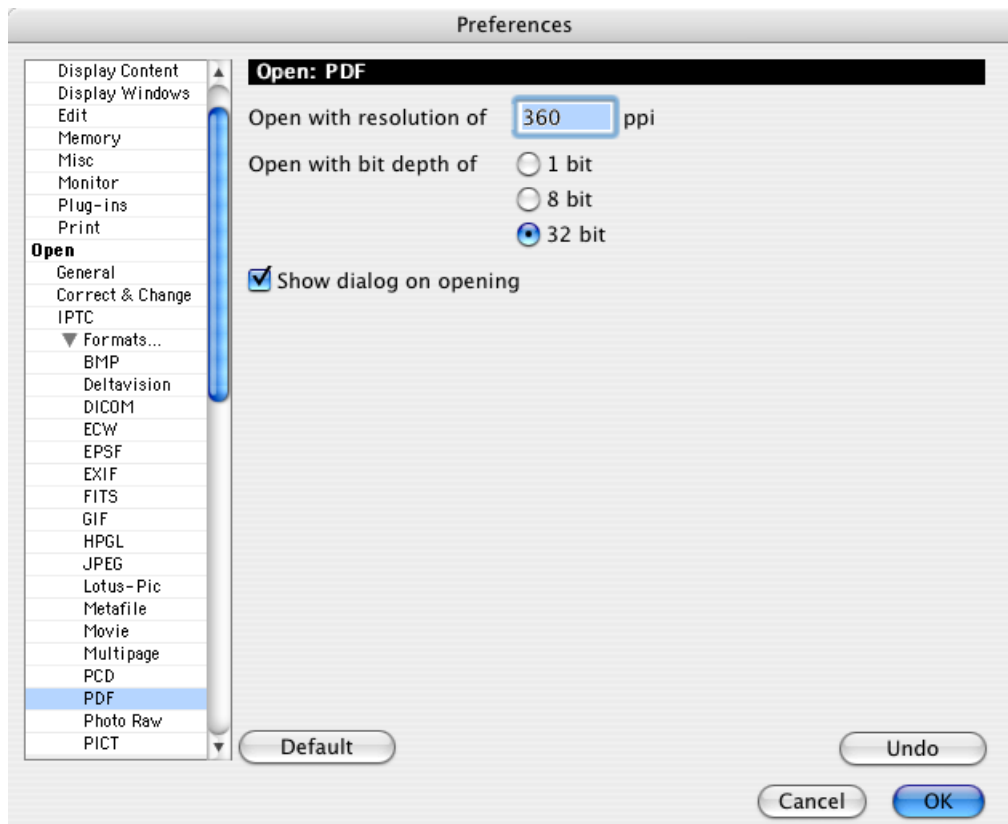 Preferences
Display Content
Display Windows
Edit
Memory
Misc
Monitor
Plug-ins
Print
Open
General
Correct & Change
IPTC
Formats...
BMP
Deltavision
DICOM
ECW
EPSF
EXIF
FITS
GIF
HPGL
JPEG
Lotus-Pic
Metafile
Movie
Multipage
PCD
PDF
Photo Raw
PICT
Open: PDF
Open with resolution of 360 ppi
Open with bit depth of 1 bit
8 bit
32 bit
Show dialog on opening
Default
Undo
Cancel
OK